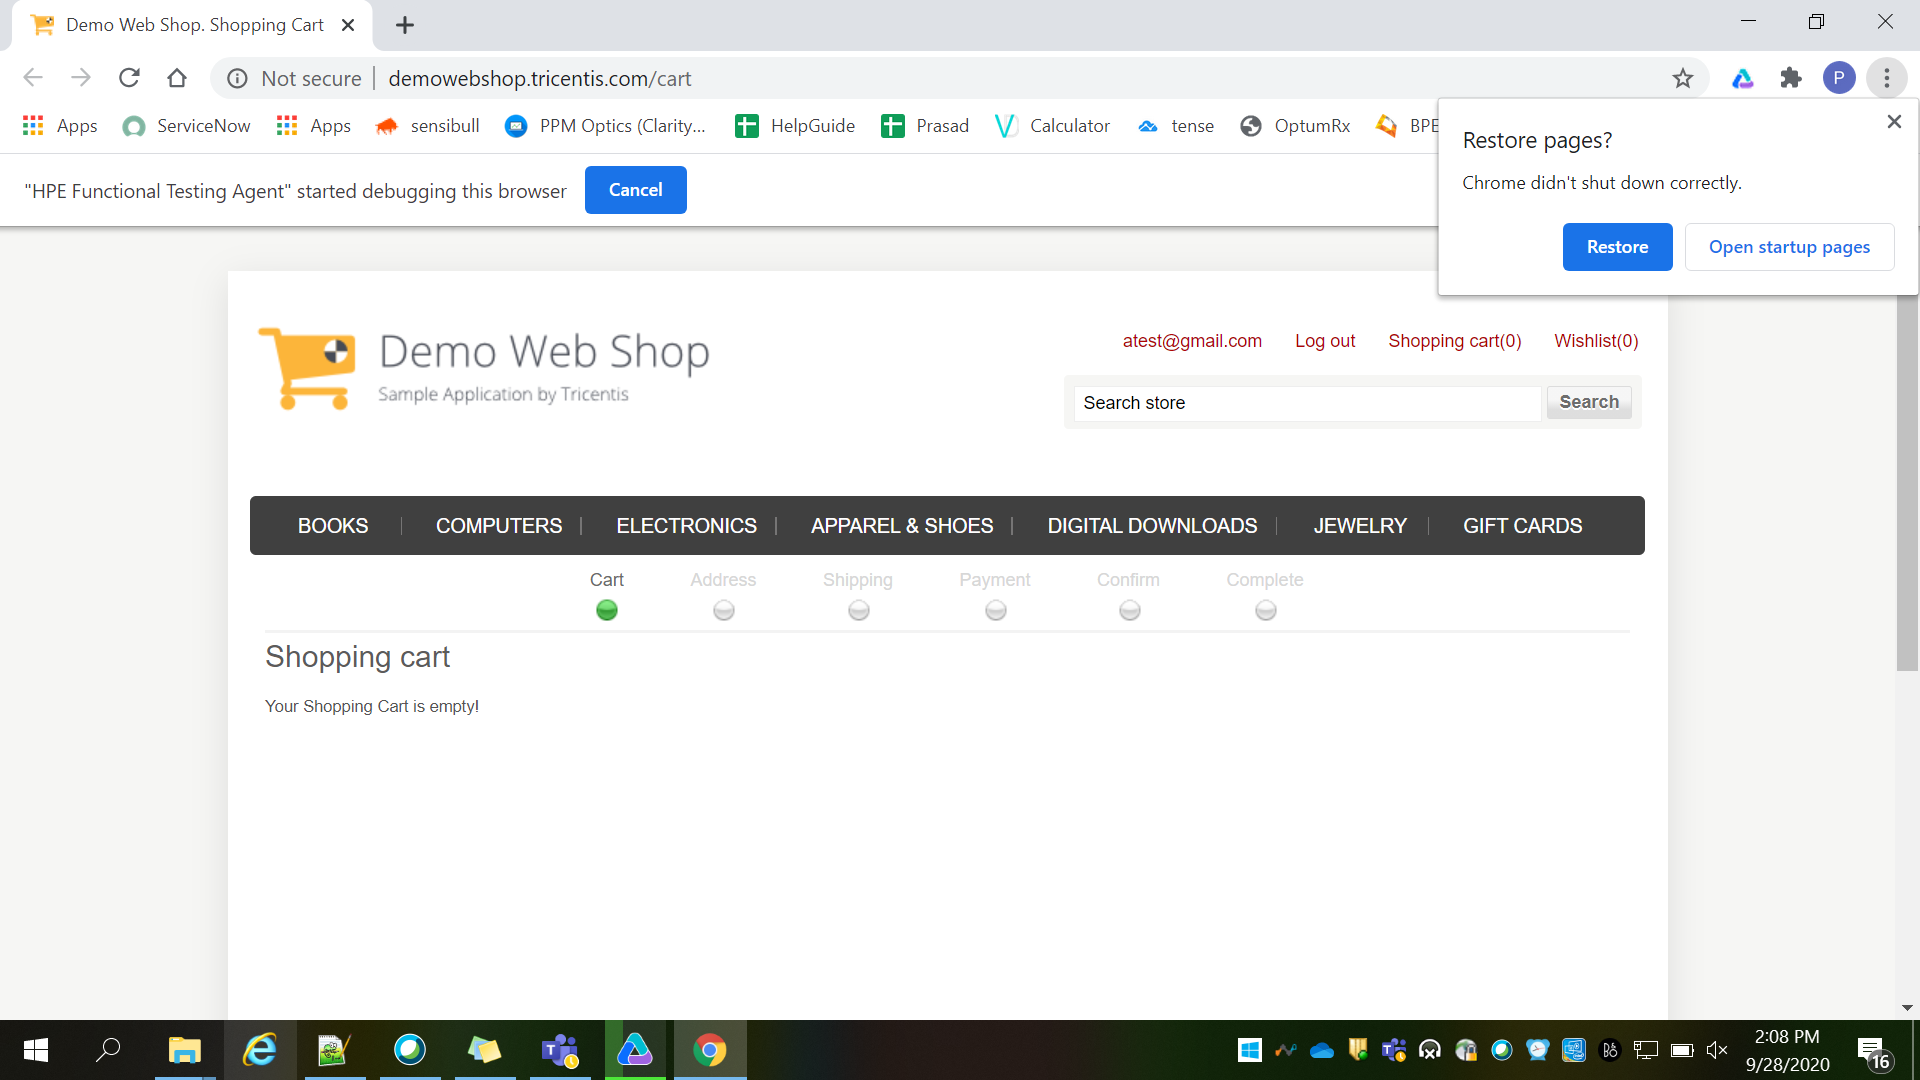 Demo Web Shop. Shopping Cart
Not secure demowebshop.tricentis.com/cart P
Apps ServiceNow Apps sensibull PPM Optics (Clarity... HelpGuide Prasad Calculator tense OptumRx BPE
Restore pages?
Chrome didn't shut down correctly.
Restore Open startup pages
"HPE Functional Testing Agent" started debugging this browser Cancel
Demo Web Shop
Sample Application by Tricentis
atest@gmail.com Log out Shopping cart(0) Wishlist(0)
Search store Search
BOOKS COMPUTERS ELECTRONICS APPAREL & SHOES DIGITAL DOWNLOADS JEWELRY GIFT CARDS
Cart Address Shipping Payment Confirm Complete
Shopping cart
Your Shopping Cart is empty!
2:08 PM
9/28/2020
16